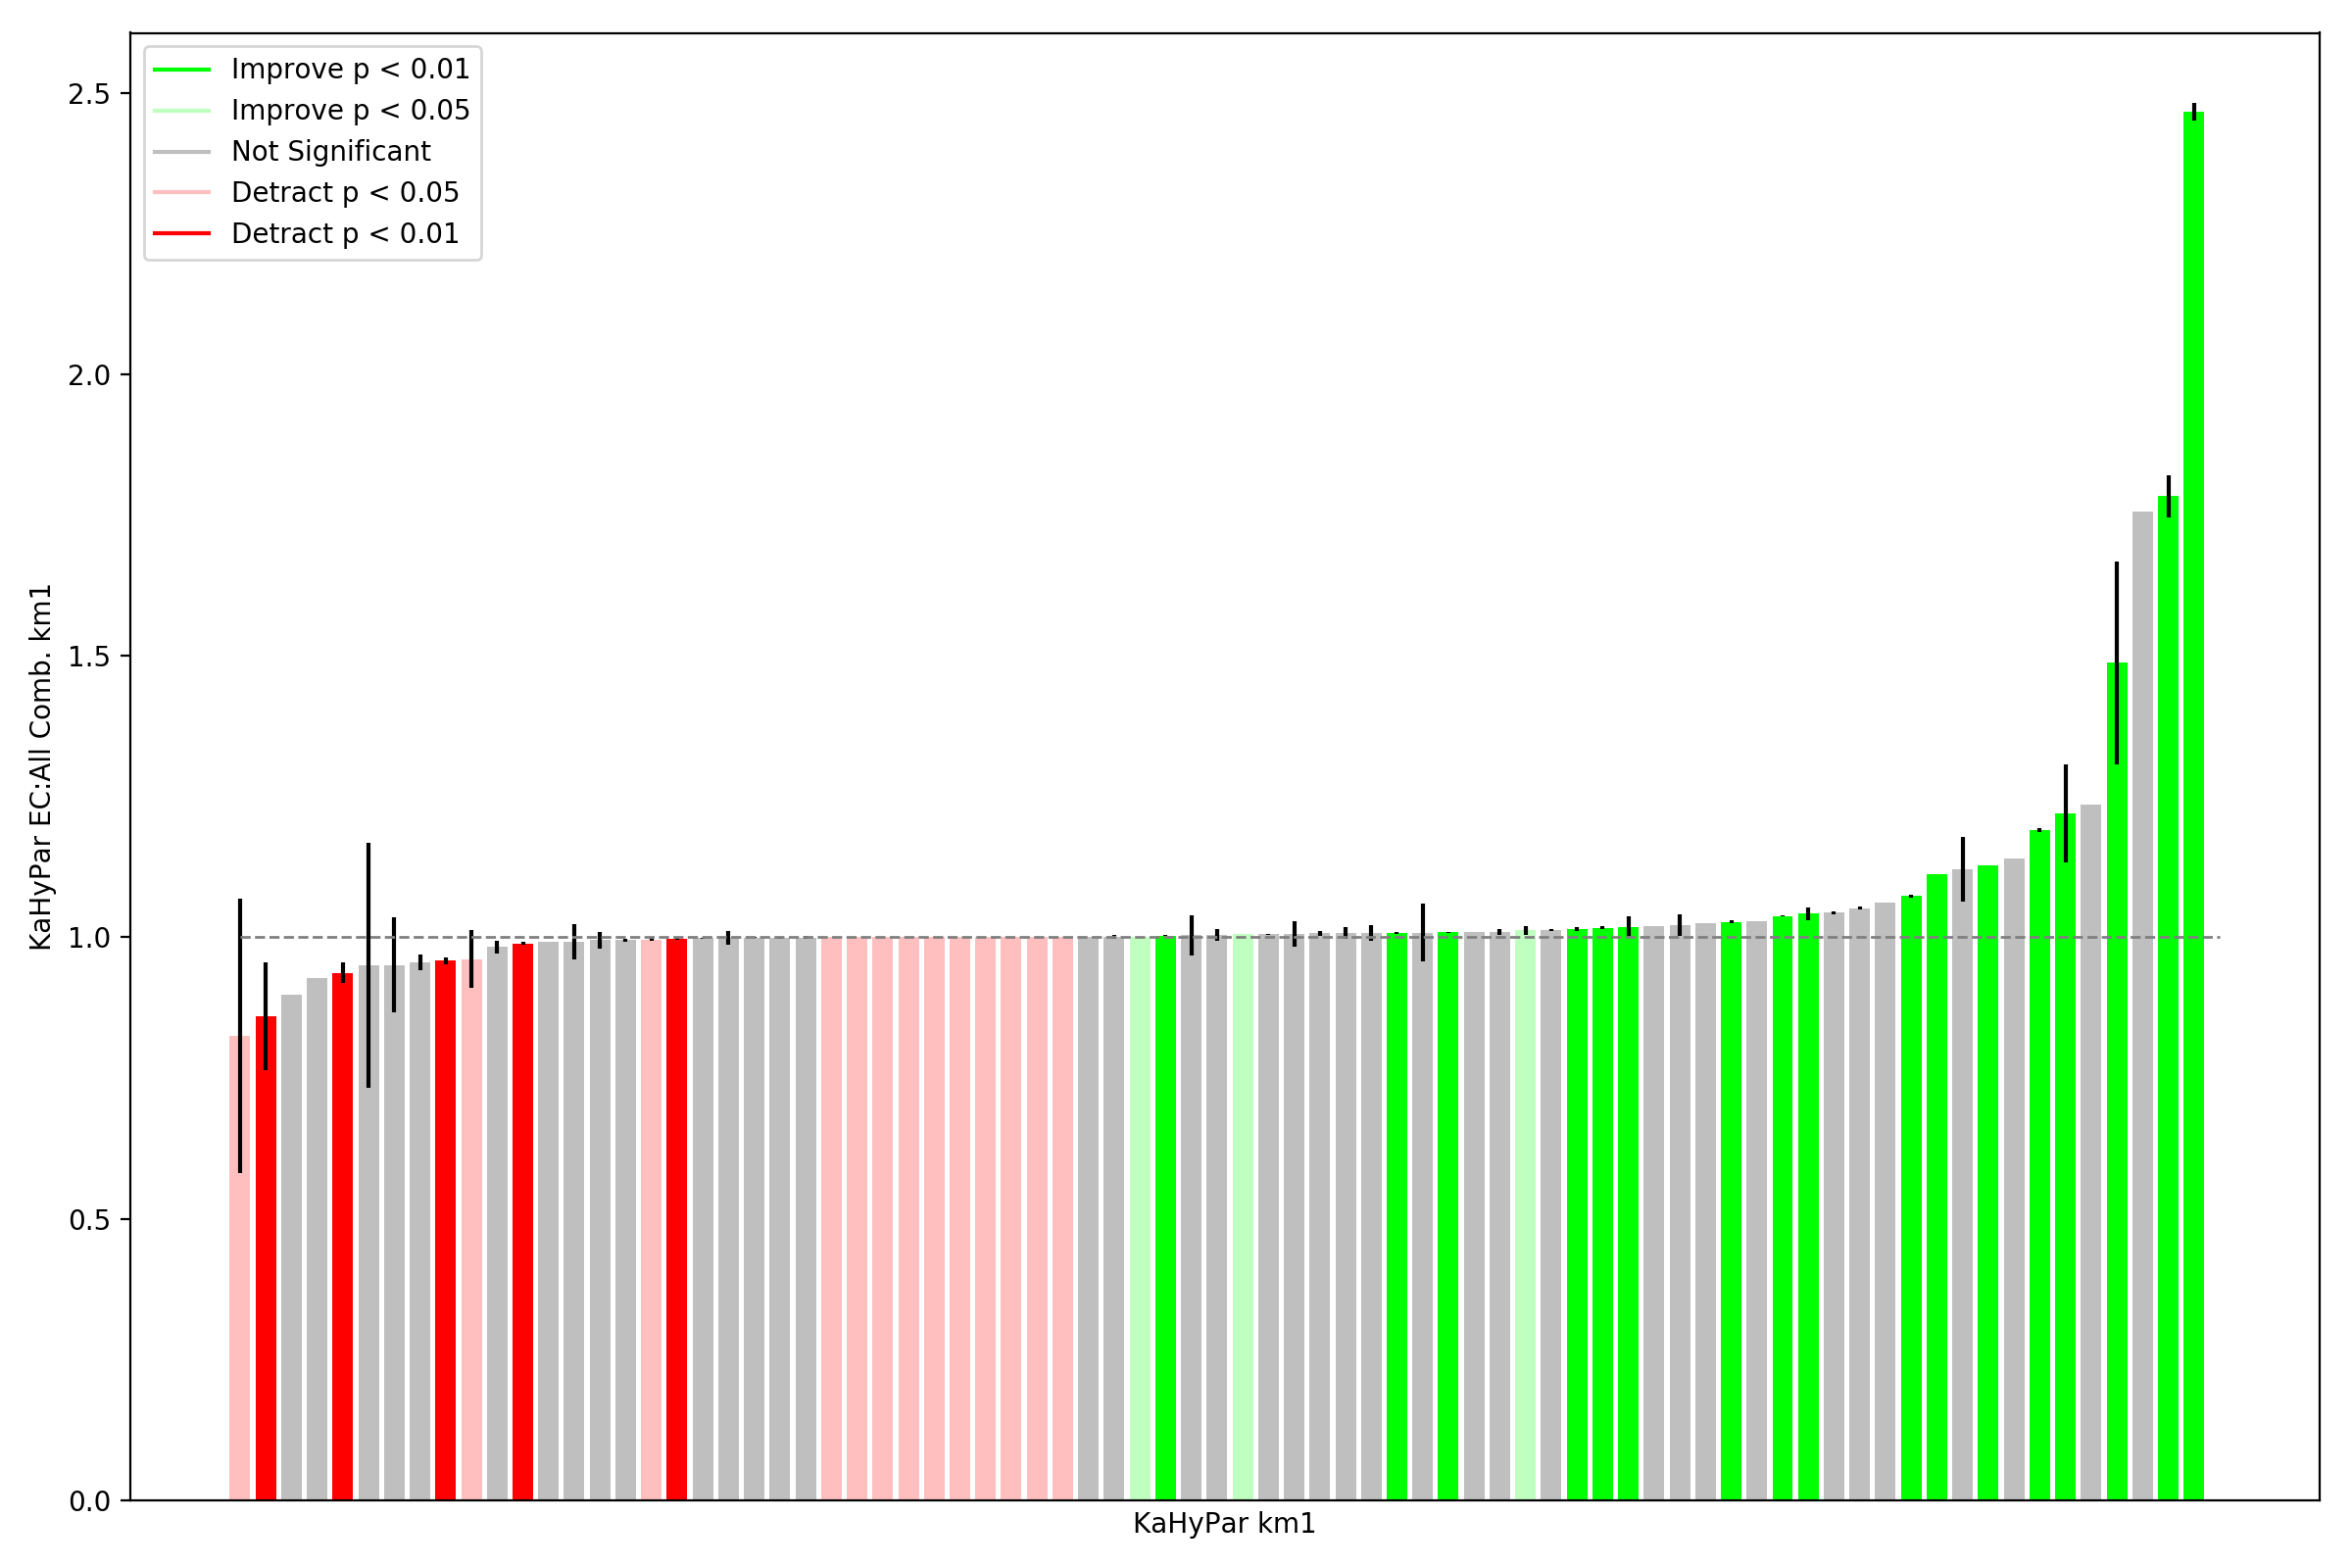 Improve p < 0.01
Improve p < 0.05
Not Significant
Detract p < 0.05
Detract p < 0.01
2.5
2.0
1.5
1.0
0.5
0.0
KaHyPar EC:All Comb. km1
KaHyPar km1